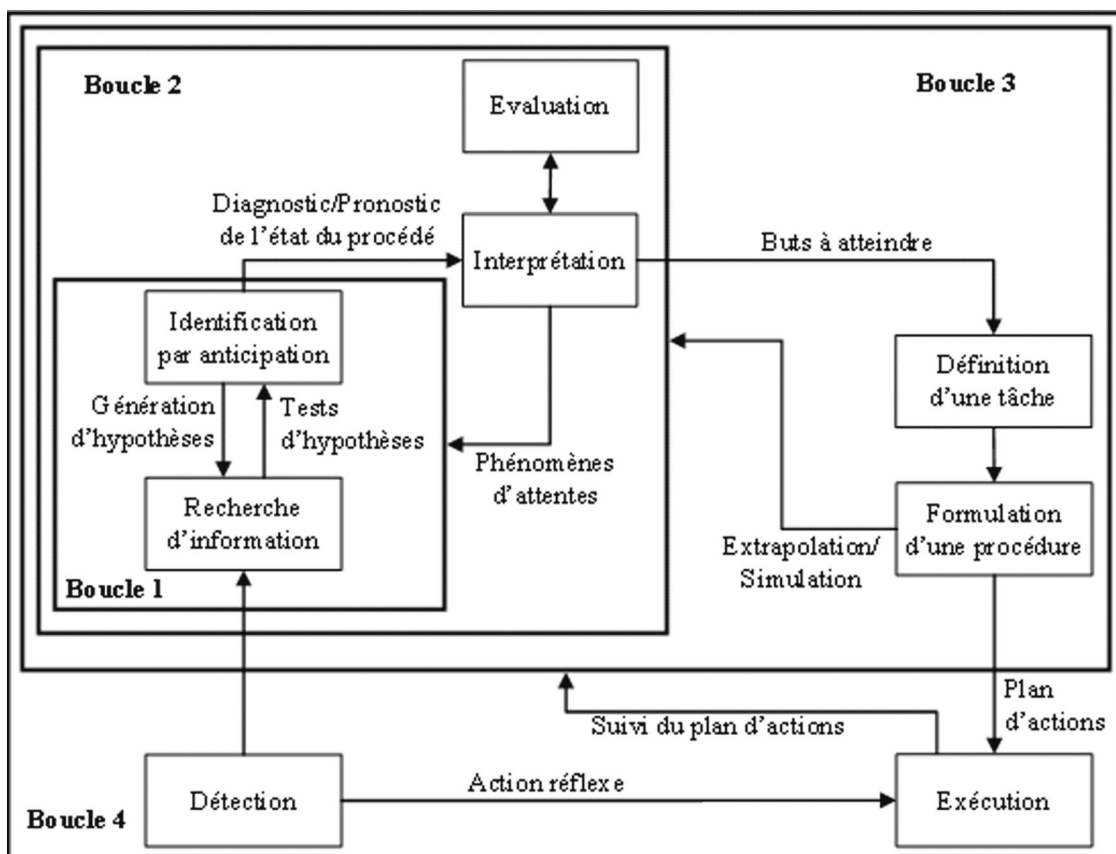 Boucle 2
Boucle 3
Evaluation
Diagnostic/Pronostic
de l'état du procédé
Interprétation
Buts à atteindre
Identification
par anticipation
Définition
d'une tâche
Génération
d'hypothèses
Tests
d'hypothèses
Phénomènes
d'attentes
Recherche
d'information
Formulation
d'une procédure
Extrapolation/
Simulation
Boucle 1
Plan
d'actions
Suivi du plan d'actions
Détection
Action réflexe
Exécution
Boucle 4